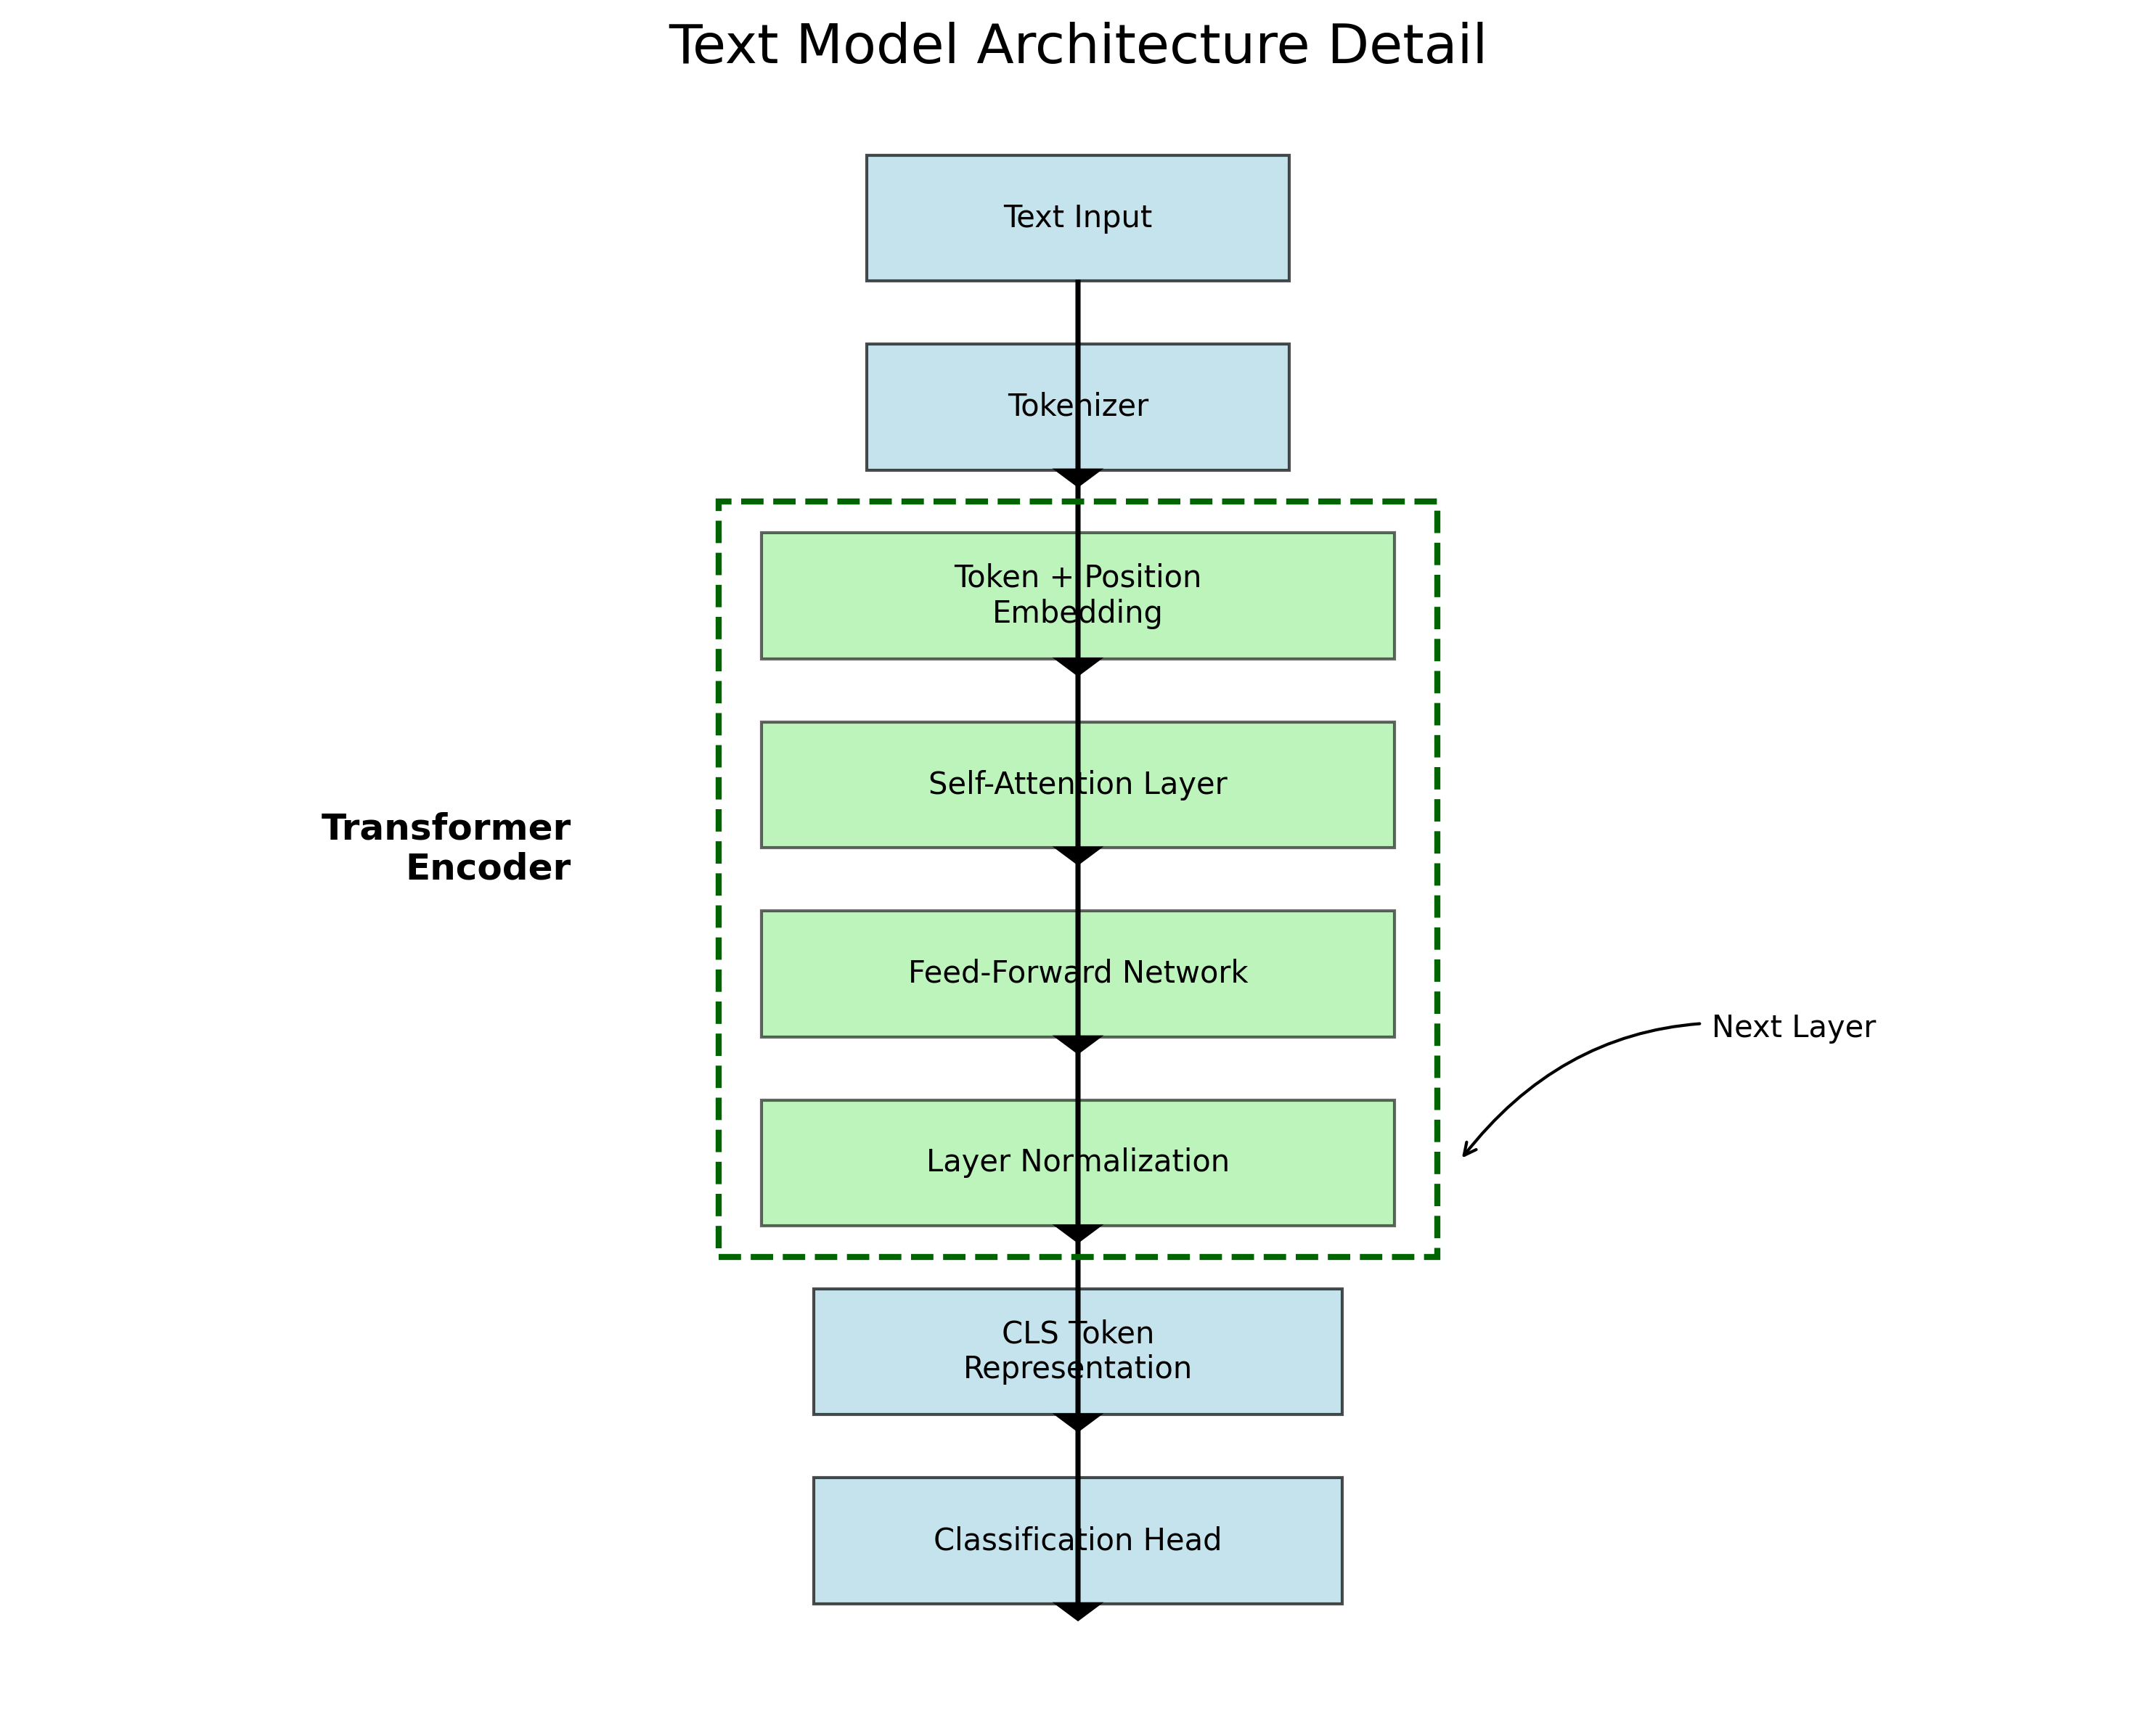 Text Model Architecture Detail
Text Input
Tokenizer
Token + Position
Embedding
Self-Attention Layer
Transformer
Encoder
Feed-Forward Network
Next Layer
Layer Normalization
CLS Token
Representation
Classification Head